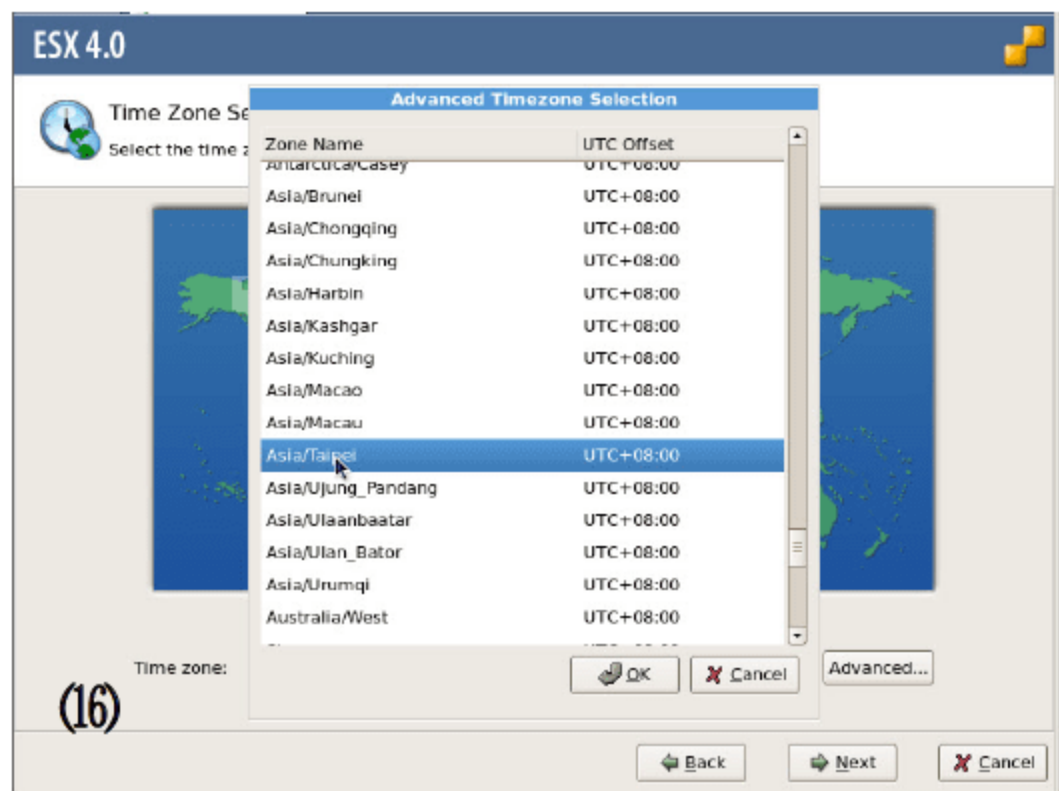 ESX 4.0
Time Zone Se
Select the time z
Advanced Timezone Selection
Zone Name UTC Offset
Antarctica/Casey UTC+08:00
Asia/Brunei UTC+08:00
Asia/Chongqing UTC+08:00
Asia/Chungking UTC+08:00
Asia/Harbin UTC+08:00
Asia/Kashgar UTC+08:00
Asia/Kuching UTC+08:00
Asia/Macao UTC+08:00
Asia/Macau UTC+08:00
Asia/Taipei UTC+08:00
Asia/Ujung_Pandang UTC+08:00
Asia/Ulaanbaatar UTC+08:00
Asia/Ulan_Bator UTC+08:00
Asia/Urumqi UTC+08:00
Australia/West UTC+08:00
OK Cancel
Time zone: Advanced...
(16)
Back Next Cancel